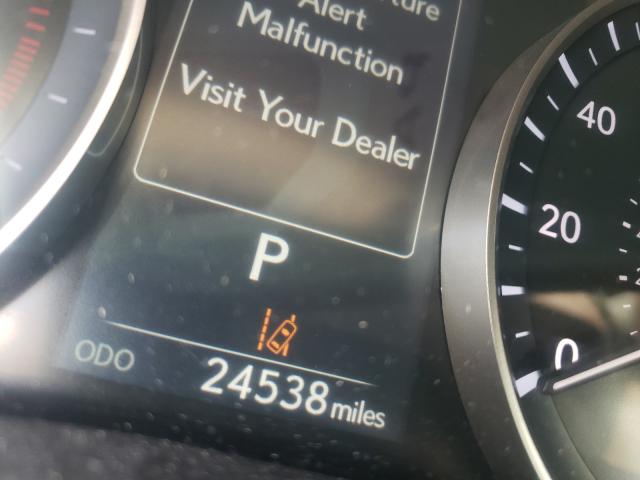 Alert
Malfunction
Visit Your Dealer
P
ODO 24538 miles
40
20
0